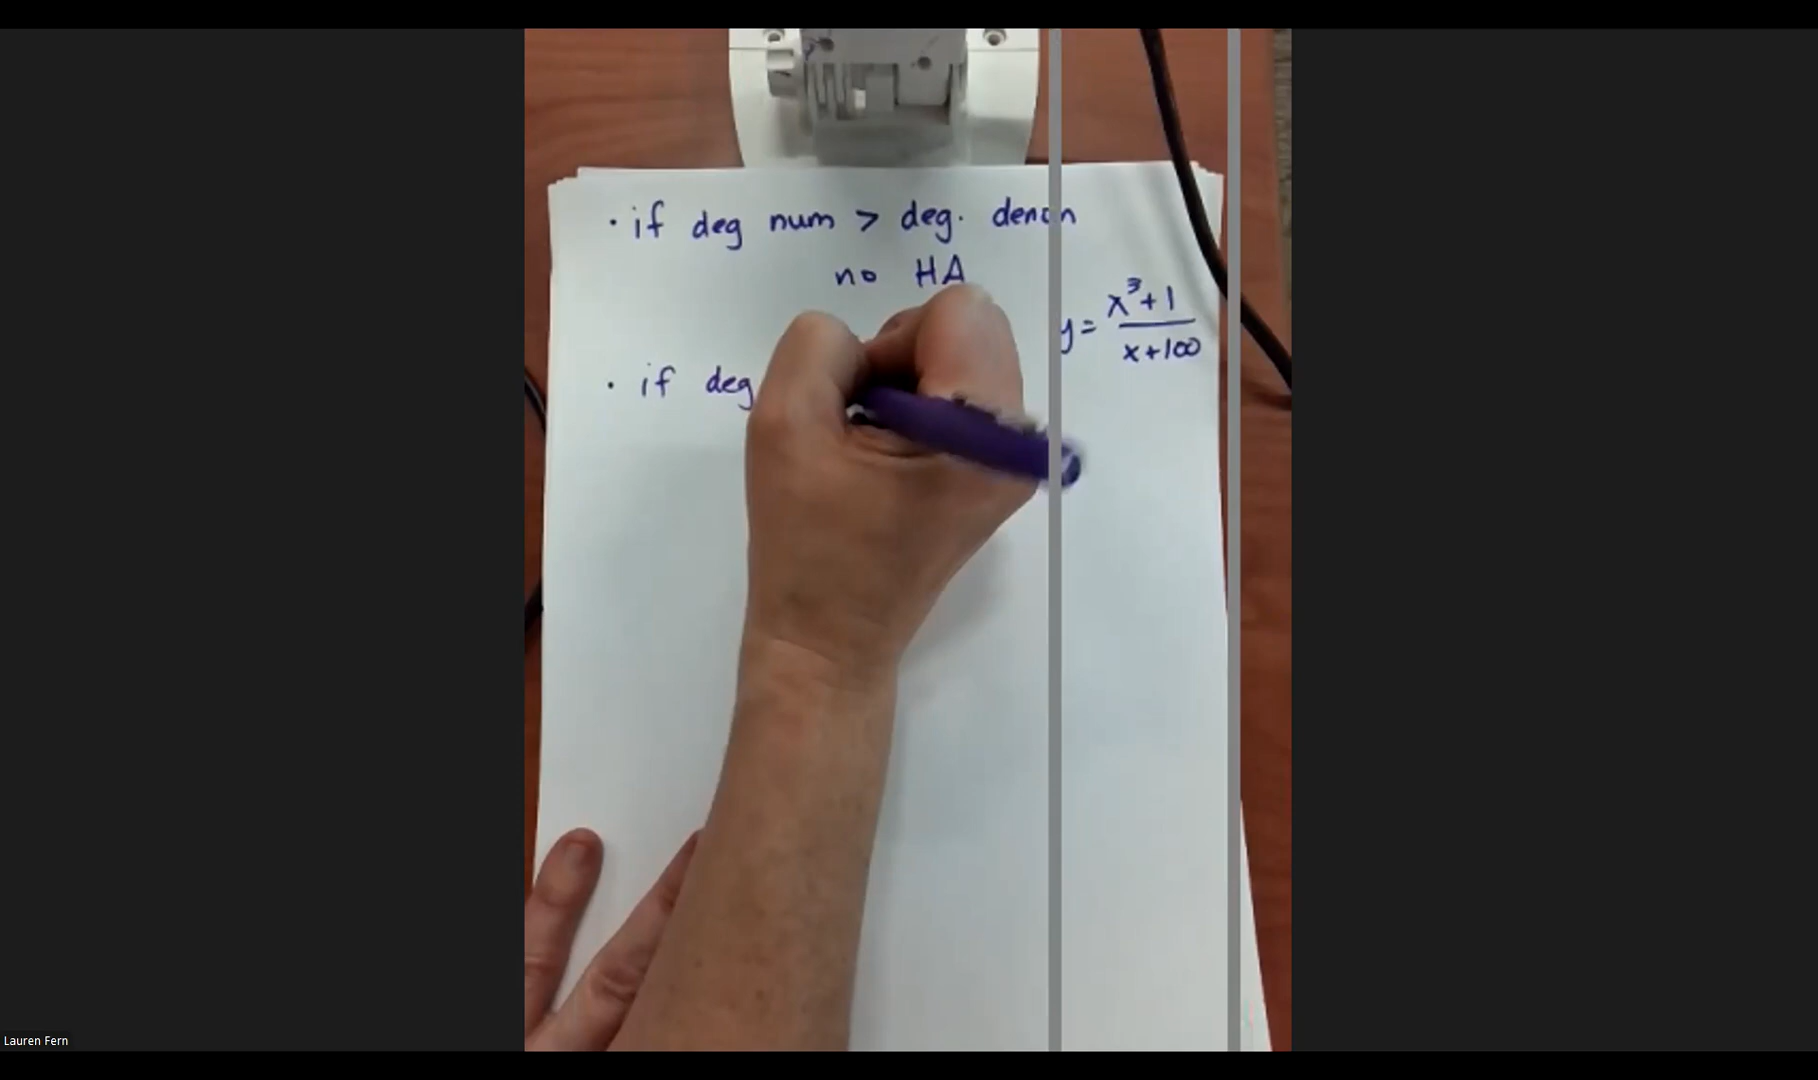 · if deg num > deg. denom
no HA
y = x³+1 / x+100
· if deg
Lauren Fern